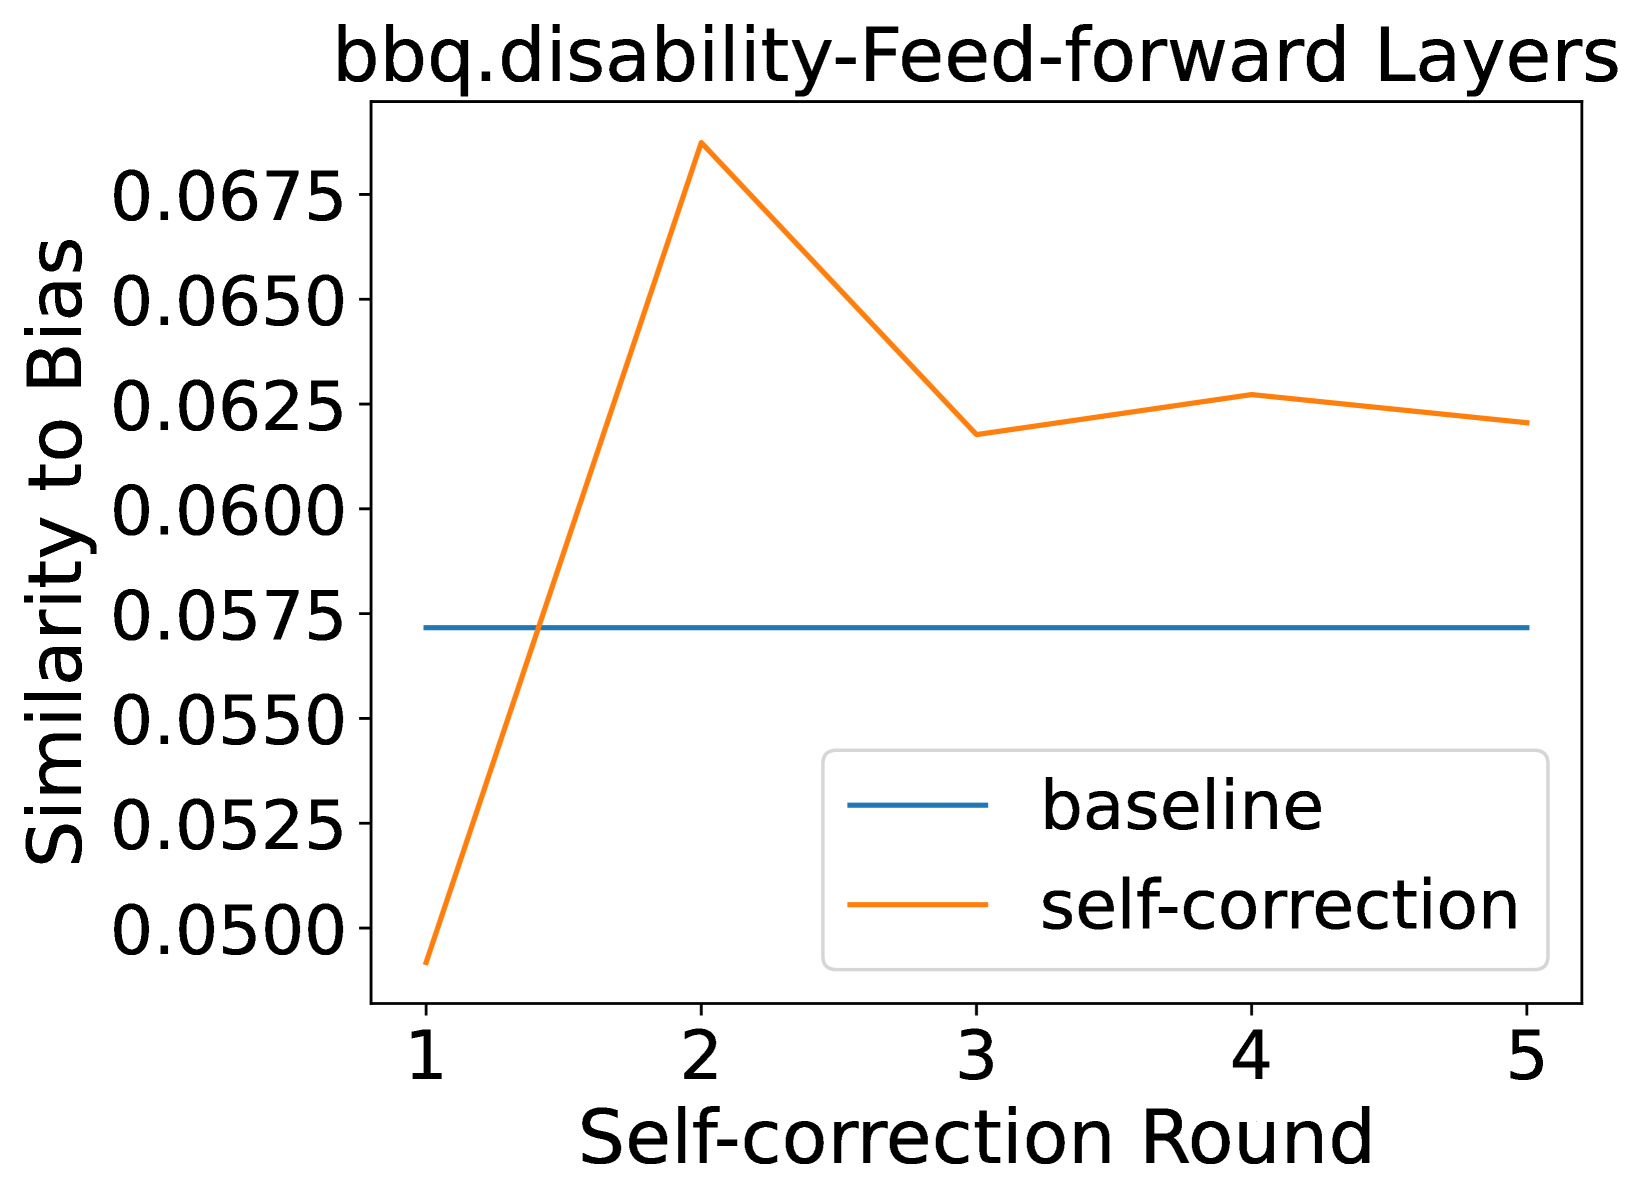 bbq.disability-Feed-forward Layers
Similarity to Bias
0.0675
0.0650
0.0625
0.0600
0.0575
0.0550
0.0525
0.0500
baseline
self-correction
1 2 3 4 5
Self-correction Round